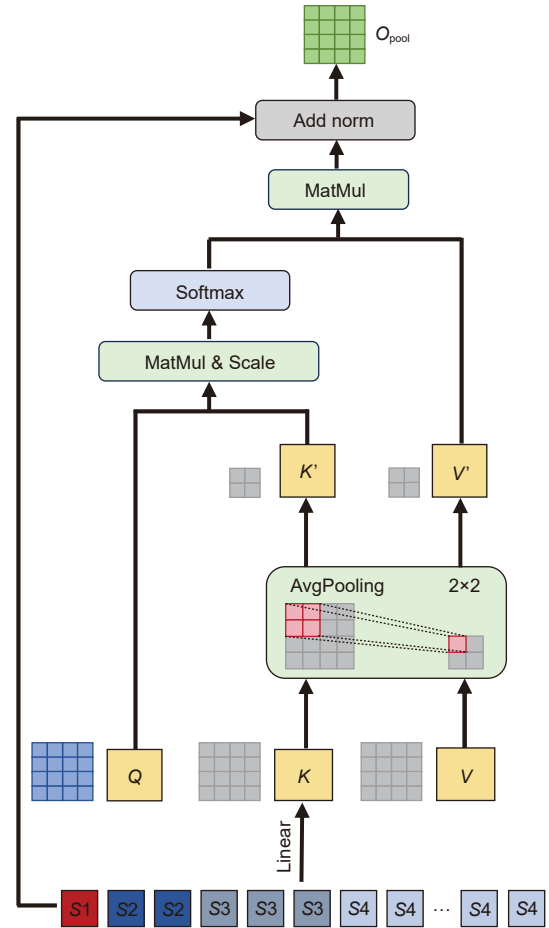 Opool
Add norm
MatMul
Softmax
MatMul & Scale
K’
V’
AvgPooling 2×2
Q
K
V
Linear
S1 S2 S2 S3 S3 S3 S4 S4 ... S4 S4